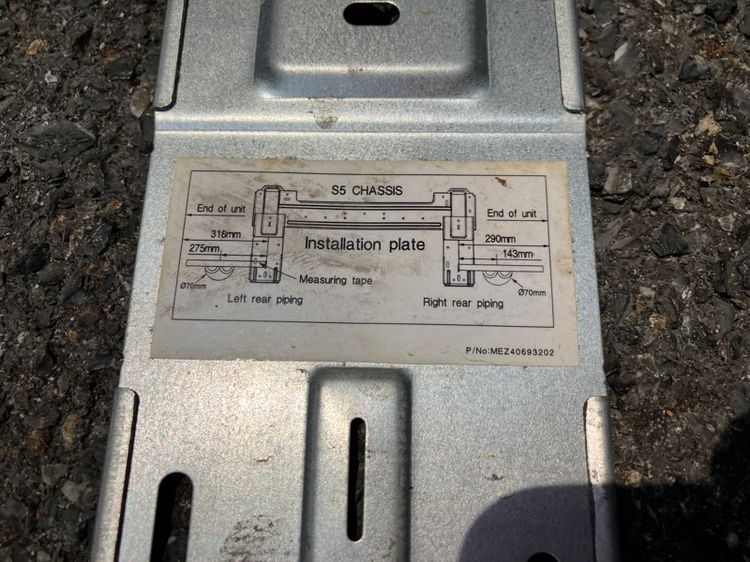 S5 CHASSIS
End of unit
End of unit
316mm
Installation plate
290mm
275mm
143mm
Measuring tape
Ø70mm
Ø70mm
Left rear piping
Right rear piping
P/No:MEZ40693202